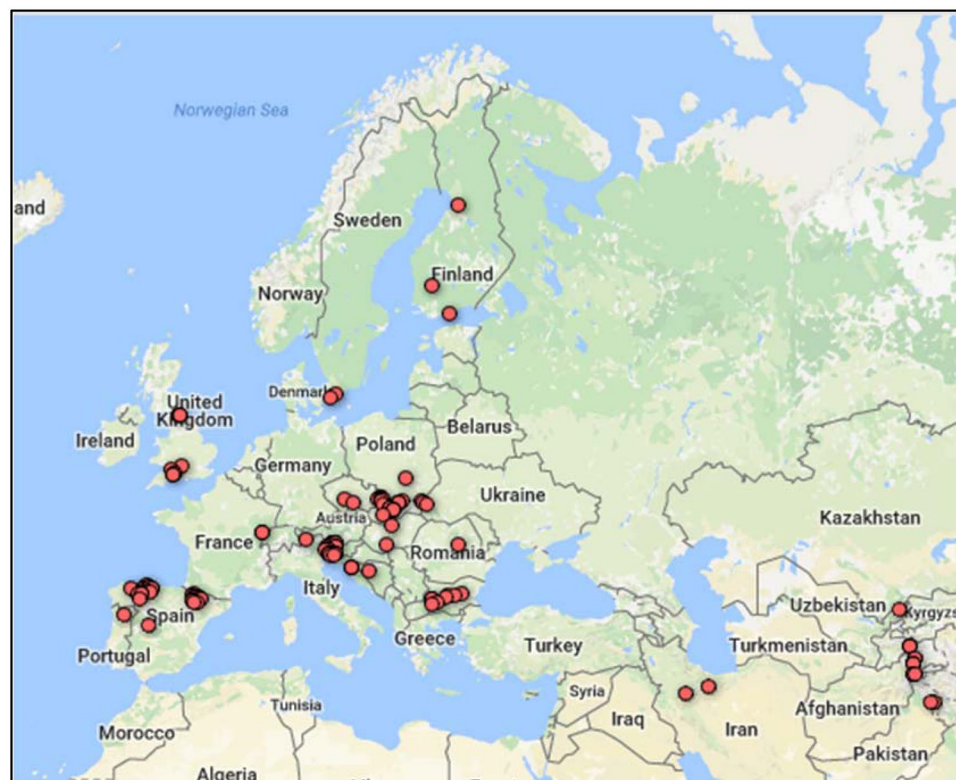 Norwegian Sea
and
Sweden
Finland
Norway
Denmark
United
Kingdom
Ireland
Belarus
Poland
Germany
Ukraine
Austria
Kazakhstan
France
Romania
Italy
Uzbekistan
Kyrgyzs
Spain
Greece
Turkey
Turkmenistan
Portugal
Syria
Tunisia
Afghanistan
Iraq
Iran
Morocco
Pakistan
Algeria